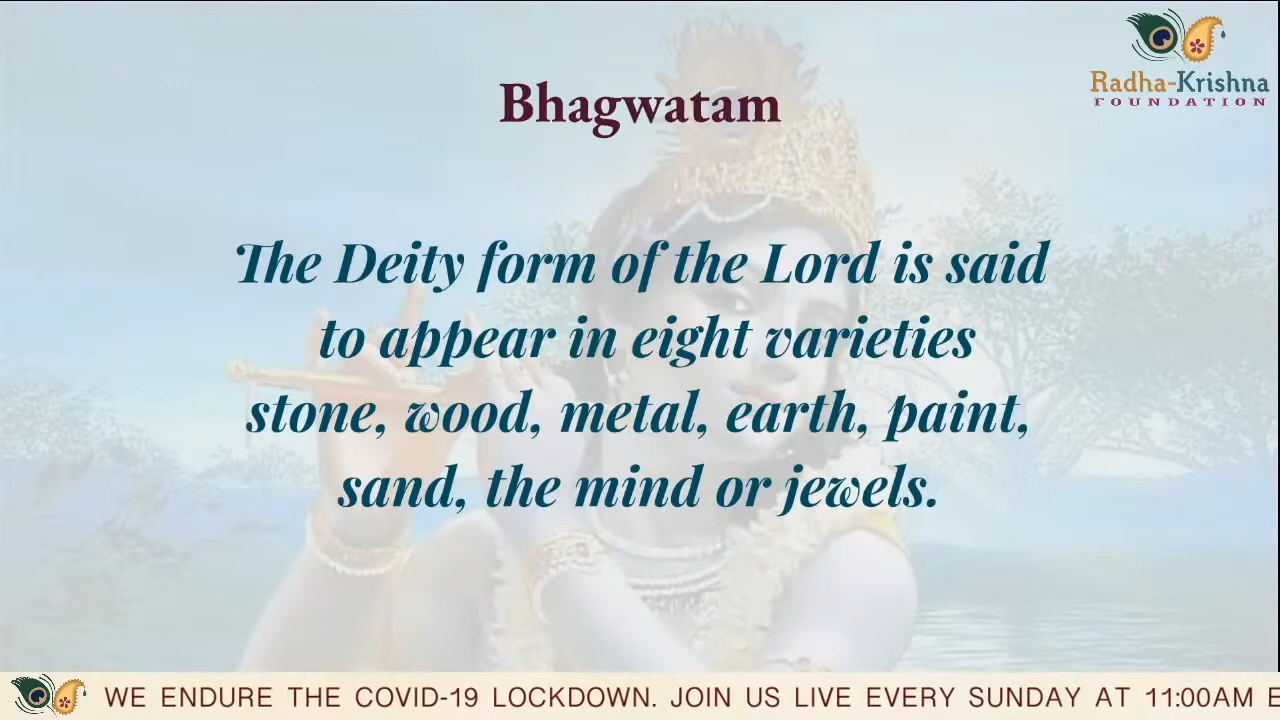 Radha-Krishna
FOUNDATION
Bhagwatam
The Deity form of the Lord is said
to appear in eight varieties
stone, wood, metal, earth, paint,
sand, the mind or jewels.
WE ENDURE THE COVID-19 LOCKDOWN. JOIN US LIVE EVERY SUNDAY AT 11:00AM E